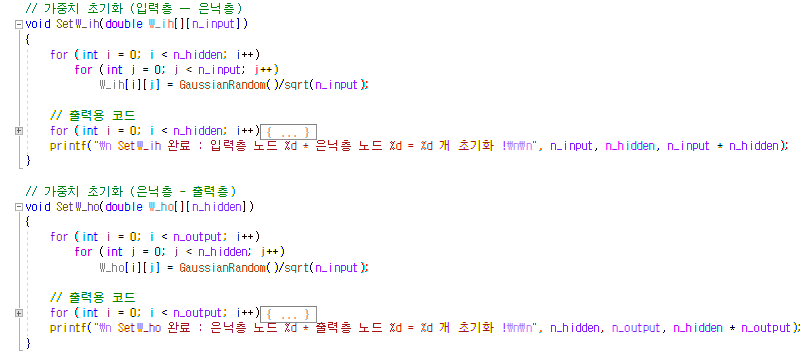 // 가중치 초기화 (입력층 - 은닉층)
void SetW_ih(double W_ih[][n_input])
{
for (int i = 0; i < n_hidden; i++)
for (int j = 0; j < n_input; j++)
W_ih[i][j] = GaussianRandom()/sqrt(n_input);
// 출력용 코드
for (int i = 0; i < n_hidden; i++){ ... }
printf("₩n SetW_ih 완료 : 입력층 노드 %d * 은닉층 노드 %d = %d 개 초기화 !₩n₩n", n_input, n_hidden, n_input * n_hidden);
}
// 가중치 초기화 (은닉층 - 출력층)
void SetW_ho(double W_ho[][n_hidden])
{
for (int i = 0; i < n_output; i++)
for (int j = 0; j < n_hidden; j++)
W_ho[i][j] = GaussianRandom()/sqrt(n_input);
// 출력용 코드
for (int i = 0; i < n_output; i++){ ... }
printf("₩n SetW_ho 완료 : 은닉층 노드 %d * 출력층 노드 %d = %d 개 초기화 !₩n₩n", n_hidden, n_output, n_hidden * n_output);
}